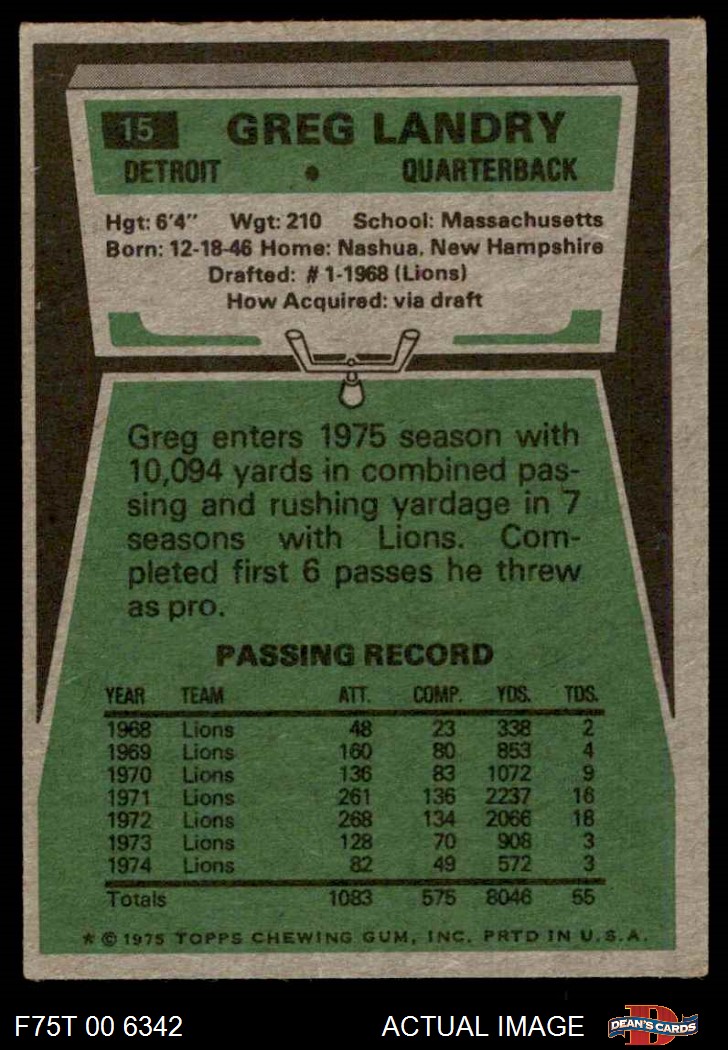 15 GREG LANDRY
DETROIT • QUARTERBACK
Hgt: 6'4" Wgt: 210 School: Massachusetts
Born: 12-18-46 Home: Nashua, New Hampshire
Drafted: #1-1968 (Lions)
How Acquired: via draft
Greg enters 1975 season with
10,094 yards in combined pas-
sing and rushing yardage in 7
seasons with Lions. Com-
pleted first 6 passes he threw
as pro.
PASSING RECORD
YEAR TEAM ATT. COMP. YDS. TDS.
1968 Lions 48 23 338 2
1969 Lions 160 80 853 4
1970 Lions 136 83 1072 9
1971 Lions 261 136 2237 16
1972 Lions 268 134 2066 18
1973 Lions 128 70 908 3
1974 Lions 82 49 572 3
Totals 1083 575 8046 55
* © 1975 TOPPS CHEWING GUM, INC. PRTD IN U.S.A.
F75T 00 6342 ACTUAL IMAGE D DEAN'S CARDS